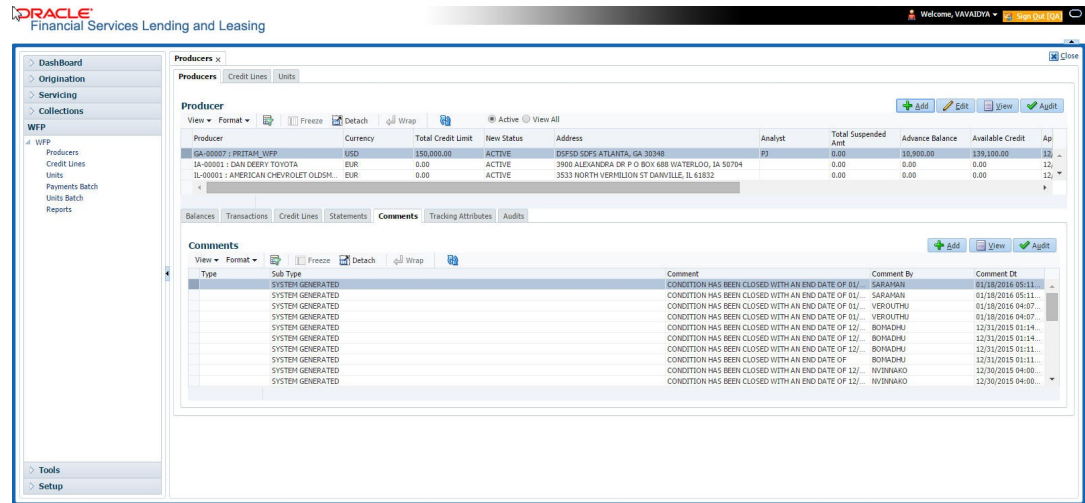 ORACLE
Financial Services Lending and Leasing
Welcome, VAVAIDYA
Sign Out [QA]
DashBoard
Origination
Servicing
Collections
WFP
WFP
Producers
Credit Lines
Units
Payments Batch
Units Batch
Reports
Tools
Setup
Producers x
Close
Producers Credit Lines Units
Producer
Add Edit View Audit
View Format Freeze Detach Wrap Active View All
Producer Currency Total Credit Limit New Status Address Analyst Total Suspended Amt Advance Balance Available Credit Ap
GA-00007 : PRITAM_WFP USD 150,000.00 ACTIVE DSFSD SDFS ATLANTA, GA 30348 PJ 0.00 10,900.00 139,100.00 12/
IA-00001 : DAN DEERY TOYOTA EUR 0.00 ACTIVE 3900 ALEXANDRA DR P O BOX 688 WATERLOO, IA 50704 0.00 0.00 0.00 12/
IL-00001 : AMERICAN CHEVROLET OLDSM... EUR 0.00 ACTIVE 3533 NORTH VERMILION ST DANVILLE, IL 61832 0.00 0.00 0.00 12/
Balances Transactions Credit Lines Statements Comments Tracking Attributes Audits
Comments
Add View Audit
View Format Freeze Detach Wrap
Type Sub Type Comment Comment By Comment Dt
SYSTEM GENERATED CONDITION HAS BEEN CLOSED WITH AN END DATE OF 01/... SARAMAN 01/18/2016 05:11...
SYSTEM GENERATED CONDITION HAS BEEN CLOSED WITH AN END DATE OF 01/... SARAMAN 01/18/2016 05:11...
SYSTEM GENERATED CONDITION HAS BEEN CLOSED WITH AN END DATE OF 01/... VEROUTHU 01/18/2016 04:07...
SYSTEM GENERATED CONDITION HAS BEEN CLOSED WITH AN END DATE OF 01/... VEROUTHU 01/18/2016 04:07...
SYSTEM GENERATED CONDITION HAS BEEN CLOSED WITH AN END DATE OF 12/... BOMADHU 12/31/2015 01:14...
SYSTEM GENERATED CONDITION HAS BEEN CLOSED WITH AN END DATE OF 12/... BOMADHU 12/31/2015 01:14...
SYSTEM GENERATED CONDITION HAS BEEN CLOSED WITH AN END DATE OF 12/... BOMADHU 12/31/2015 01:11...
SYSTEM GENERATED CONDITION HAS BEEN CLOSED WITH AN END DATE OF BOMADHU 12/31/2015 01:11...
SYSTEM GENERATED CONDITION HAS BEEN CLOSED WITH AN END DATE OF 12/... NVINNAKO 12/30/2015 04:00...
SYSTEM GENERATED CONDITION HAS BEEN CLOSED WITH AN END DATE OF 12/... NVINNAKO 12/30/2015 04:00...